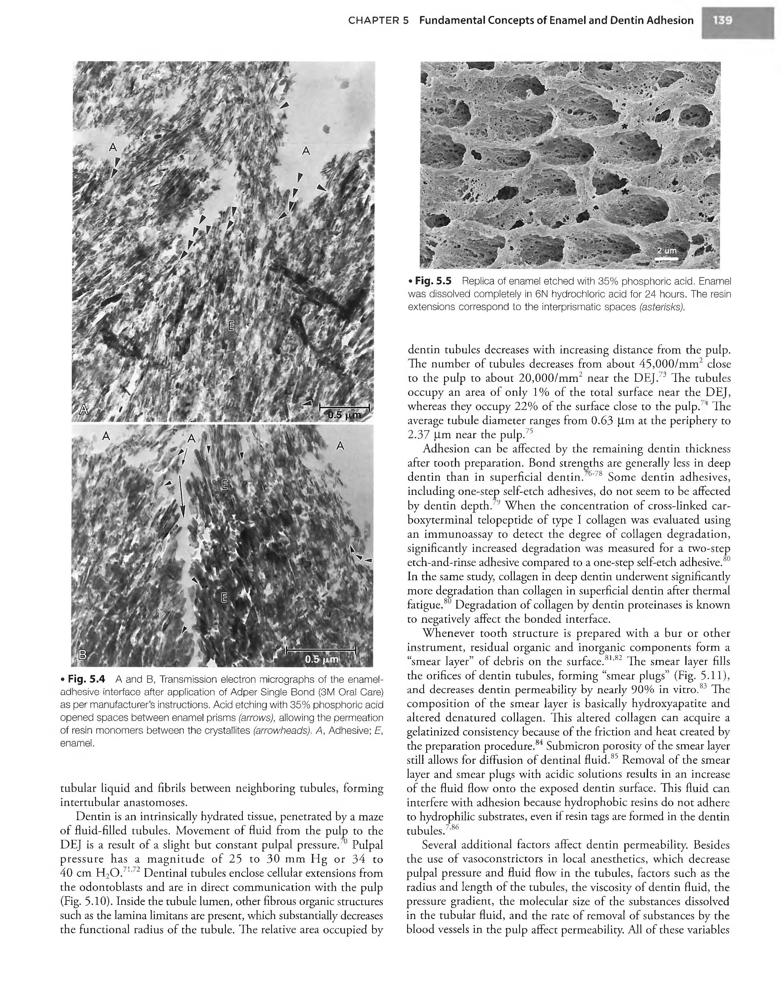 CHAPTER 5 Fundamental Concepts of Enamel and Dentin Adhesion 139
A
A
E
A
0.5 μm
A
A
A
E
E
B
0.5 μm
• Fig. 5.4 A and B, Transmission electron micrographs of the enamel-
adhesive interface after application of Adper Single Bond (3M Oral Care)
as per manufacturer's instructions. Acid etching with 35% phosphoric acid
opened spaces between enamel prisms (arrows), allowing the permeation
of resin monomers between the crystallites (arrowheads). A, Adhesive; E,
enamel.
tubular liquid and fibrils between neighboring tubules, forming
intertubular anastomoses.
Dentin is an intrinsically hydrated tissue, penetrated by a maze
of fluid-filled tubules. Movement of fluid from the pulp to the
DEJ is a result of a slight but constant pulpal pressure.70 Pulpal
pressure has a magnitude of 25 to 30 mm Hg or 34 to
40 cm H₂O.71,72 Dentinal tubules enclose cellular extensions from
the odontoblasts and are in direct communication with the pulp
(Fig. 5.10). Inside the tubule lumen, other fibrous organic structures
such as the lamina limitans are present, which substantially decreases
the functional radius of the tubule. The relative area occupied by
2 um
• Fig. 5.5 Replica of enamel etched with 35% phosphoric acid. Enamel
was dissolved completely in 6N hydrochloric acid for 24 hours. The resin
extensions correspond to the interprismatic spaces (asterisks).
dentin tubules decreases with increasing distance from the pulp.
The number of tubules decreases from about 45,000/mm² close
to the pulp to about 20,000/mm² near the DEJ.73 The tubules
occupy an area of only 1% of the total surface near the DEJ,
whereas they occupy 22% of the surface close to the pulp.74 The
average tubule diameter ranges from 0.63 μm at the periphery to
2.37 μm near the pulp.75
Adhesion can be affected by the remaining dentin thickness
after tooth preparation. Bond strengths are generally less in deep
dentin than in superficial dentin.76-78 Some dentin adhesives,
including one-step self-etch adhesives, do not seem to be affected
by dentin depth.79 When the concentration of cross-linked car-
boxyterminal telopeptide of type I collagen was evaluated using
an immunoassay to detect the degree of collagen degradation,
significantly increased degradation was measured for a two-step
etch-and-rinse adhesive compared to a one-step self-etch adhesive.80
In the same study, collagen in deep dentin underwent significantly
more degradation than collagen in superficial dentin after thermal
fatigue.80 Degradation of collagen by dentin proteinases is known
to negatively affect the bonded interface.
Whenever tooth structure is prepared with a bur or other
instrument, residual organic and inorganic components form a
“smear layer” of debris on the surface.81,82 The smear layer fills
the orifices of dentin tubules, forming “smear plugs” (Fig. 5.11),
and decreases dentin permeability by nearly 90% in vitro.83 The
composition of the smear layer is basically hydroxyapatite and
altered denatured collagen. This altered collagen can acquire a
gelatinized consistency because of the friction and heat created by
the preparation procedure.84 Submicron porosity of the smear layer
still allows for diffusion of dentinal fluid.85 Removal of the smear
layer and smear plugs with acidic solutions results in an increase
of the fluid flow onto the exposed dentin surface. This fluid can
interfere with adhesion because hydrophobic resins do not adhere
to hydrophilic substrates, even if resin tags are formed in the dentin
tubules.7,86
Several additional factors affect dentin permeability. Besides
the use of vasoconstrictors in local anesthetics, which decrease
pulpal pressure and fluid flow in the tubules, factors such as the
radius and length of the tubules, the viscosity of dentin fluid, the
pressure gradient, the molecular size of the substances dissolved
in the tubular fluid, and the rate of removal of substances by the
blood vessels in the pulp affect permeability. All of these variables